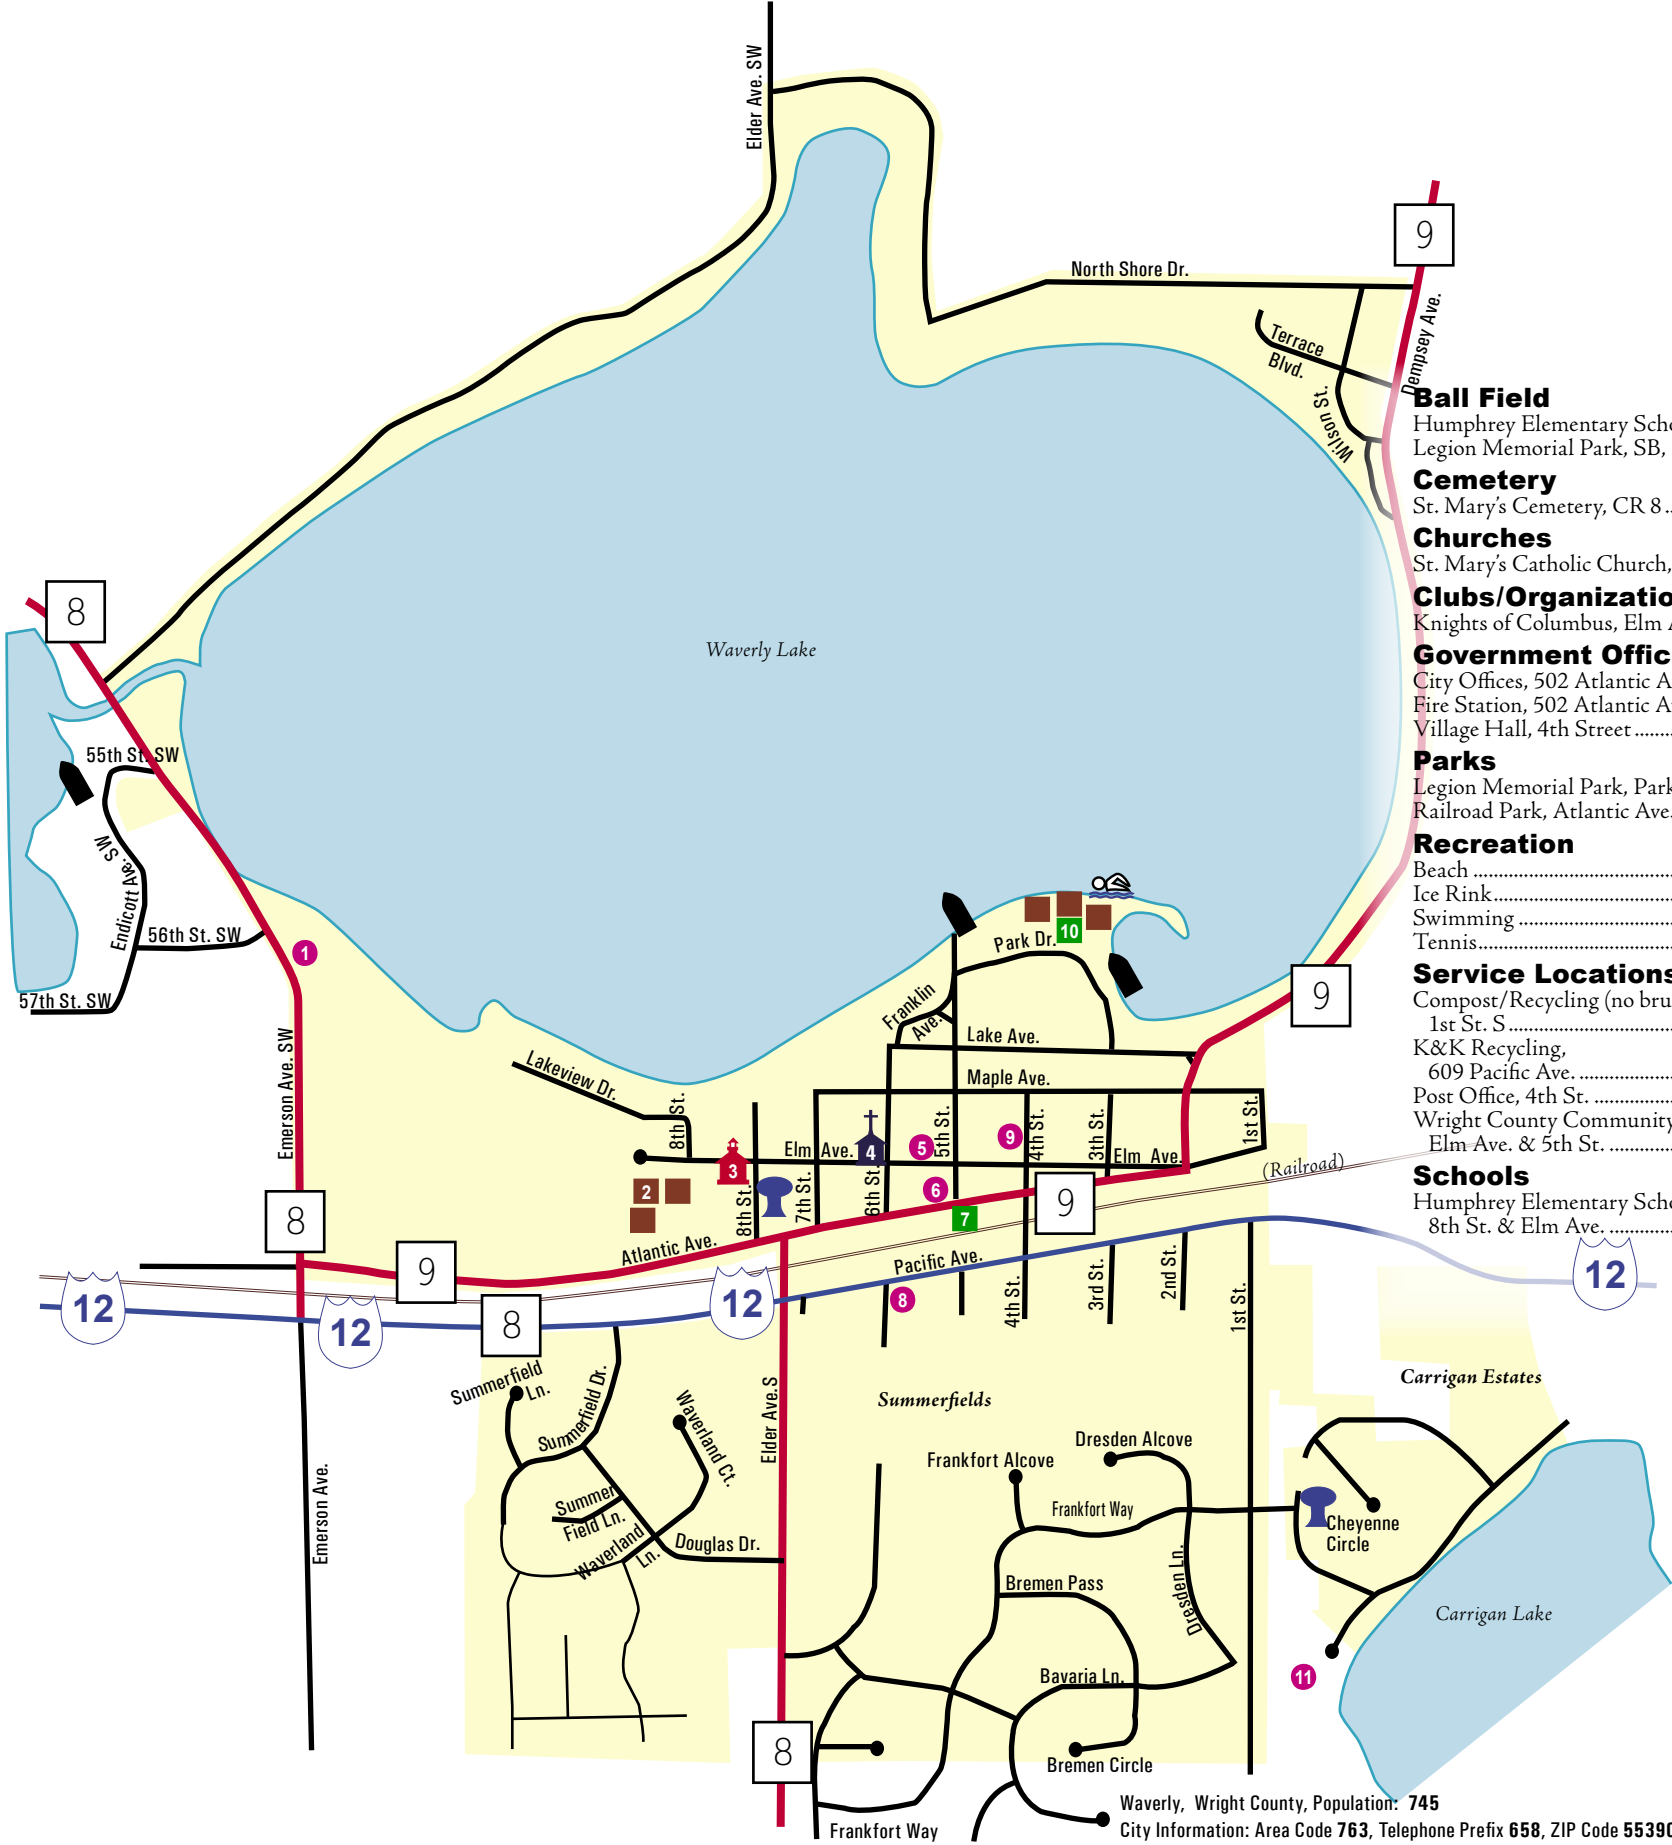 Elder Ave. SW
9
North Shore Dr.
Dempsey Ave.
Terrace
Blvd.
Wilson St.
8
Waverly Lake
55th St. SW
Endicott Ave. SW
56th St. SW
57th St. SW
1
Emerson Ave. SW
10
Park Dr.
Franklin
Ave.
Lake Ave.
9
Lakeview Dr.
Maple Ave.
8th St.
5th St.
4th St.
3th St.
1st St.
9
5
Elm Ave.
4
3
Elm Ave.
(Railroad)
2
8th St.
7th St.
6th St.
6
7
9
8
Atlantic Ave.
9
Pacific Ave.
12
12
12
12
8
8
4th St.
3rd St.
2nd St.
1st St.
Summerfield
Ln.
Summerfield Dr.
Waverland Ct.
Elder Ave.S
Summerfields
Carrigan Estates
Emerson Ave.
Summer
Field Ln.
Waverland
Ln.
Douglas Dr.
Dresden Alcove
Frankfort Alcove
Frankfort Way
Cheyenne
Circle
Bremen Pass
Dresden Ln.
Carrigan Lake
Bavaria Ln.
11
8
Bremen Circle
Frankfort Way
Ball Field
Humphrey Elementary Scho
Legion Memorial Park, SB,
Cemetery
St. Mary's Cemetery, CR 8 ..
Churches
St. Mary's Catholic Church,
Clubs/Organizatio
Knights of Columbus, Elm A
Government Offic
City Offices, 502 Atlantic A
Fire Station, 502 Atlantic Av
Village Hall, 4th Street ........
Parks
Legion Memorial Park, Park
Railroad Park, Atlantic Ave.
Recreation
Beach ..........................................
Ice Rink......................................
Swimming .................................
Tennis.........................................
Service Locations
Compost/Recycling (no bru
1st St. S ...................................
K&K Recycling,
609 Pacific Ave. ....................
Post Office, 4th St. .................
Wright County Community
Elm Ave. & 5th St. ..............
Schools
Humphrey Elementary Scho
8th St. & Elm Ave. ..............
Waverly, Wright County, Population: 745
City Information: Area Code 763, Telephone Prefix 658, ZIP Code 55390